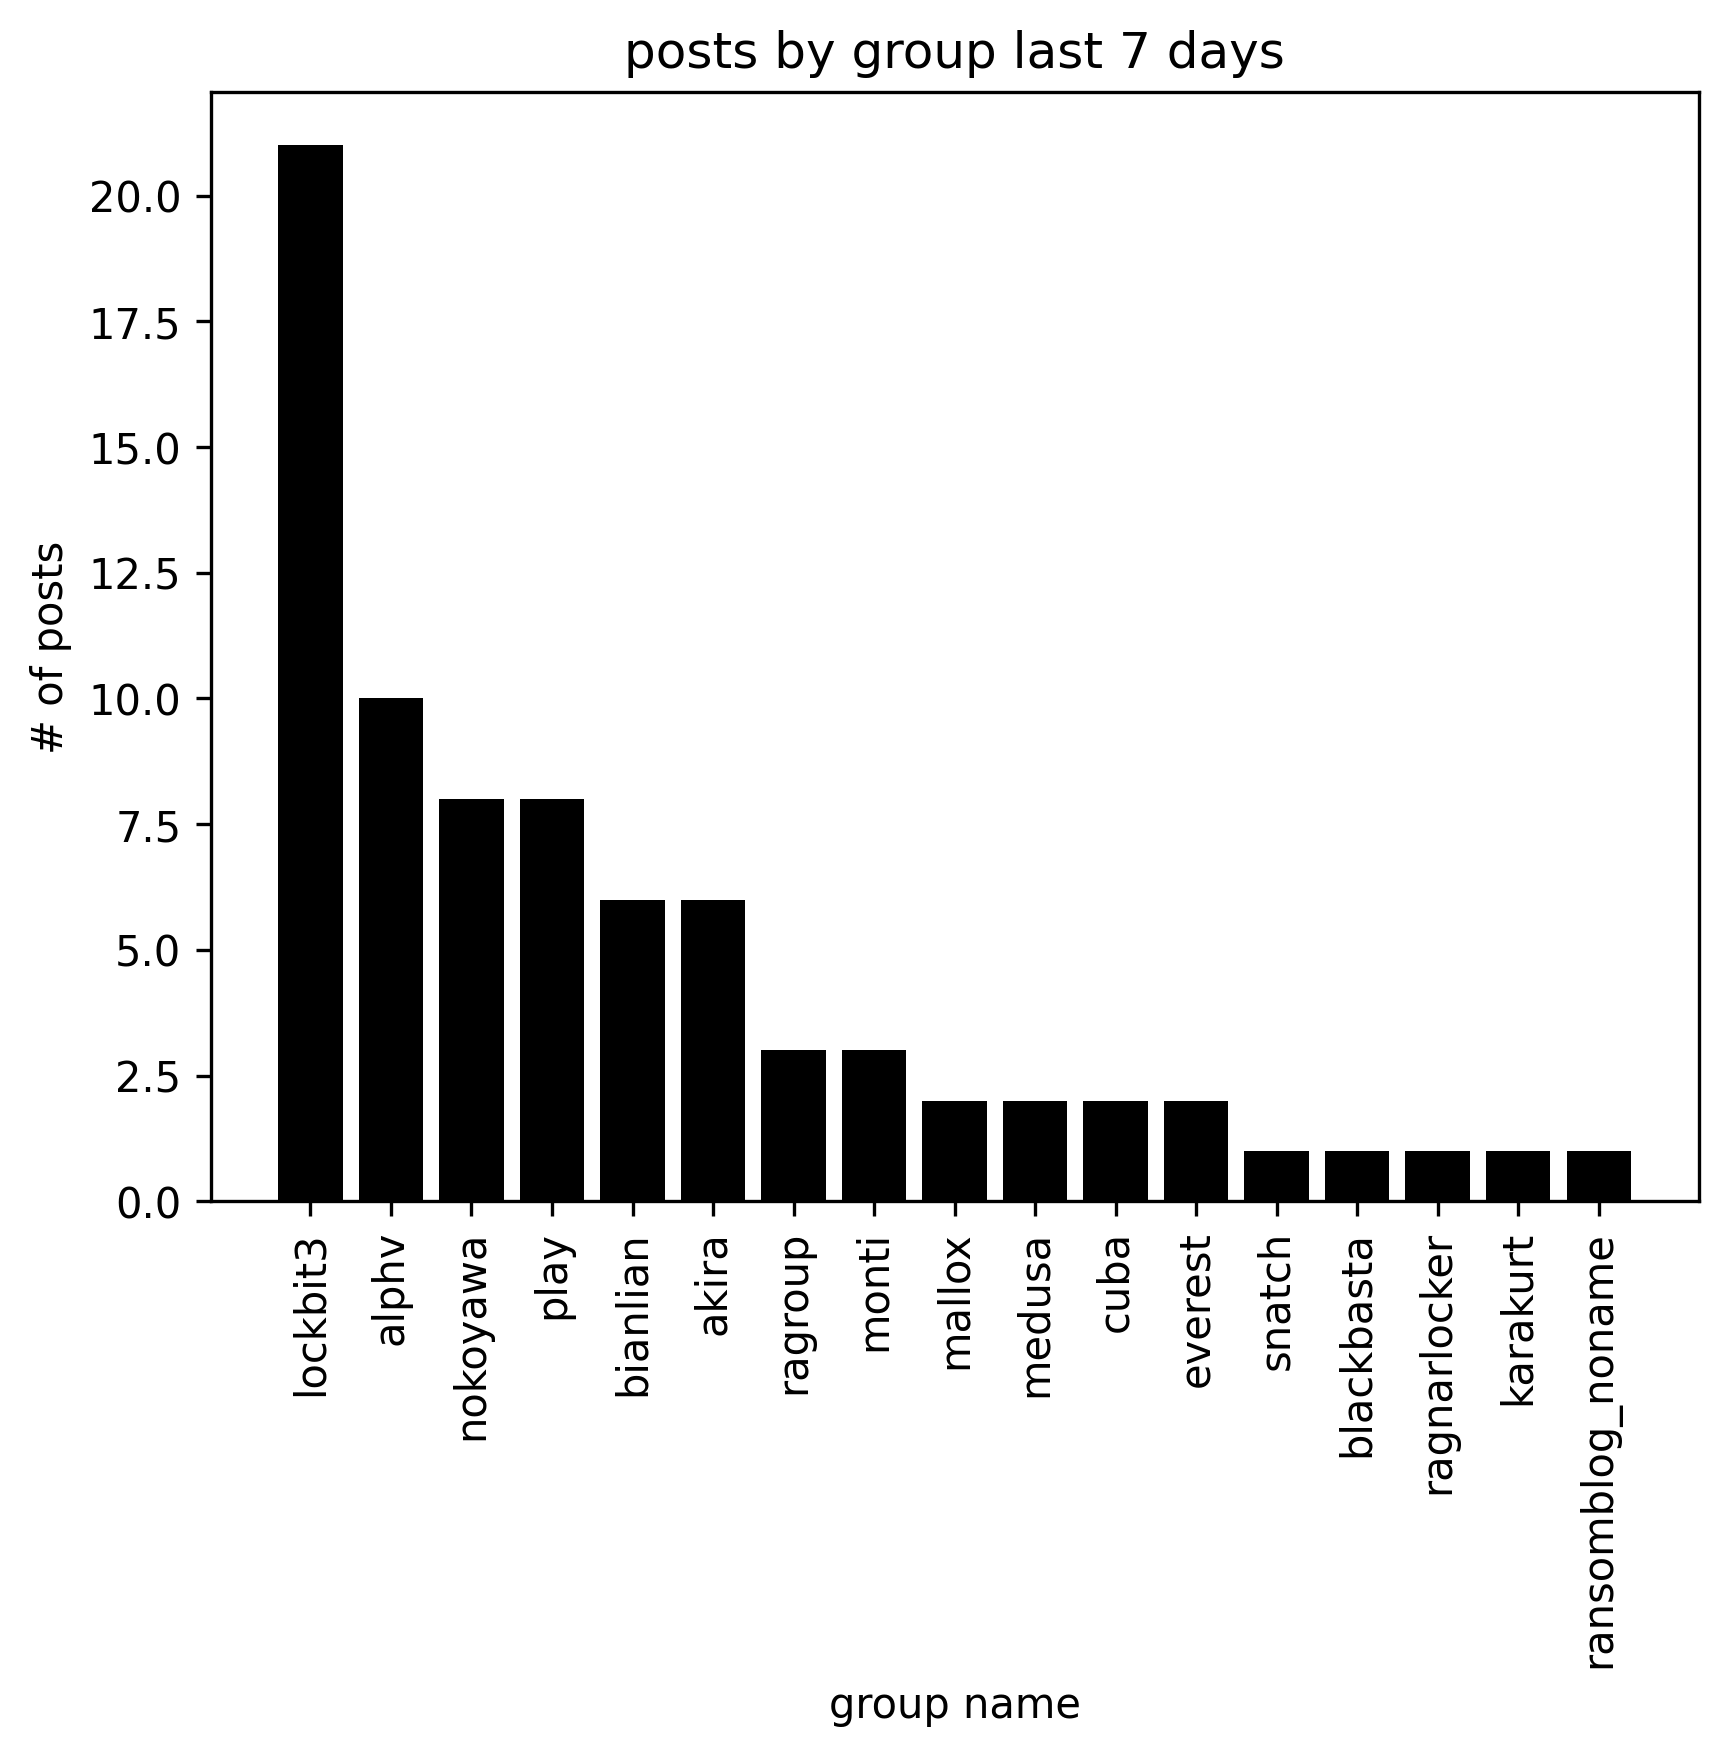 posts by group last 7 days
# of posts
20.0
17.5
15.0
12.5
10.0
7.5
5.0
2.5
0.0
lockbit3
alphv
nokoyawa
play
bianlian
akira
ragroup
monti
mallox
medusa
cuba
everest
snatch
blackbasta
ragnarlocker
karakurt
ransomblog_noname
group name